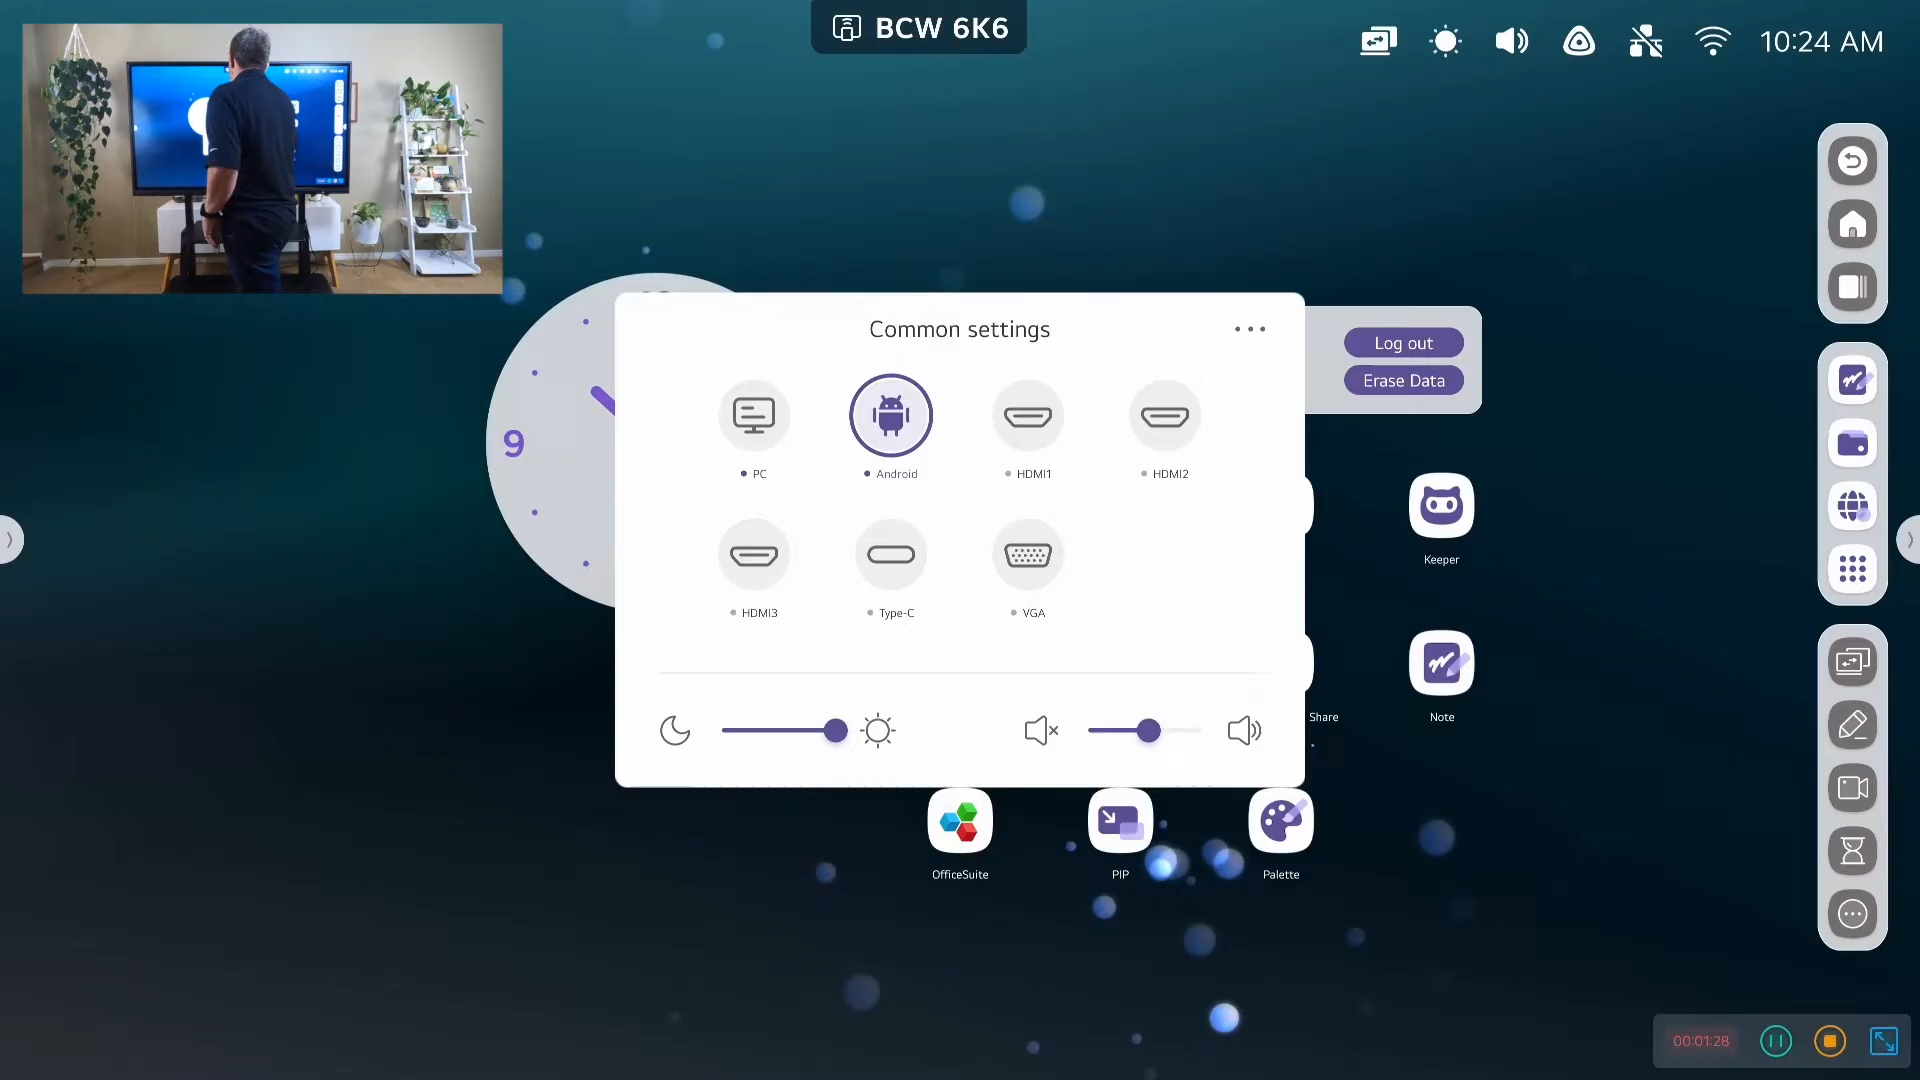 BCW 6K6
10:24 AM
Common settings
Log out
Erase Data
9
PC
Android
HDMI1
HDMI2
Keeper
HDMI3
Type-C
VGA
Share
Note
OfficeSuite
PIP
Palette
00:01:28